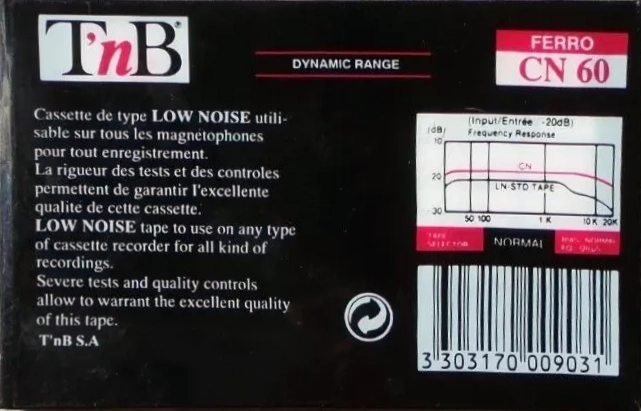 T'nB®
DYNAMIC RANGE
FERRO
CN 60
Cassette de type LOW NOISE utili-
sable sur tous les magnétophones
pour tout enregistrement.
La rigueur des tests et des controles
permettent de garantir l'excellente
qualité de cette cassette.
LOW NOISE tape to use on any type
of cassette recorder for all kind of
recordings.
Severe tests and quality controls
allow to warrant the excellent quality
of this tape.
T'nB S.A
(Input/Entrée -20dB)
(dB) Frequency Response
10
CN
20
LN-STD TAPE
30
50 100 1K 10K 20K
TAPE
SELECTOR
NORMAL
3 303170 009031